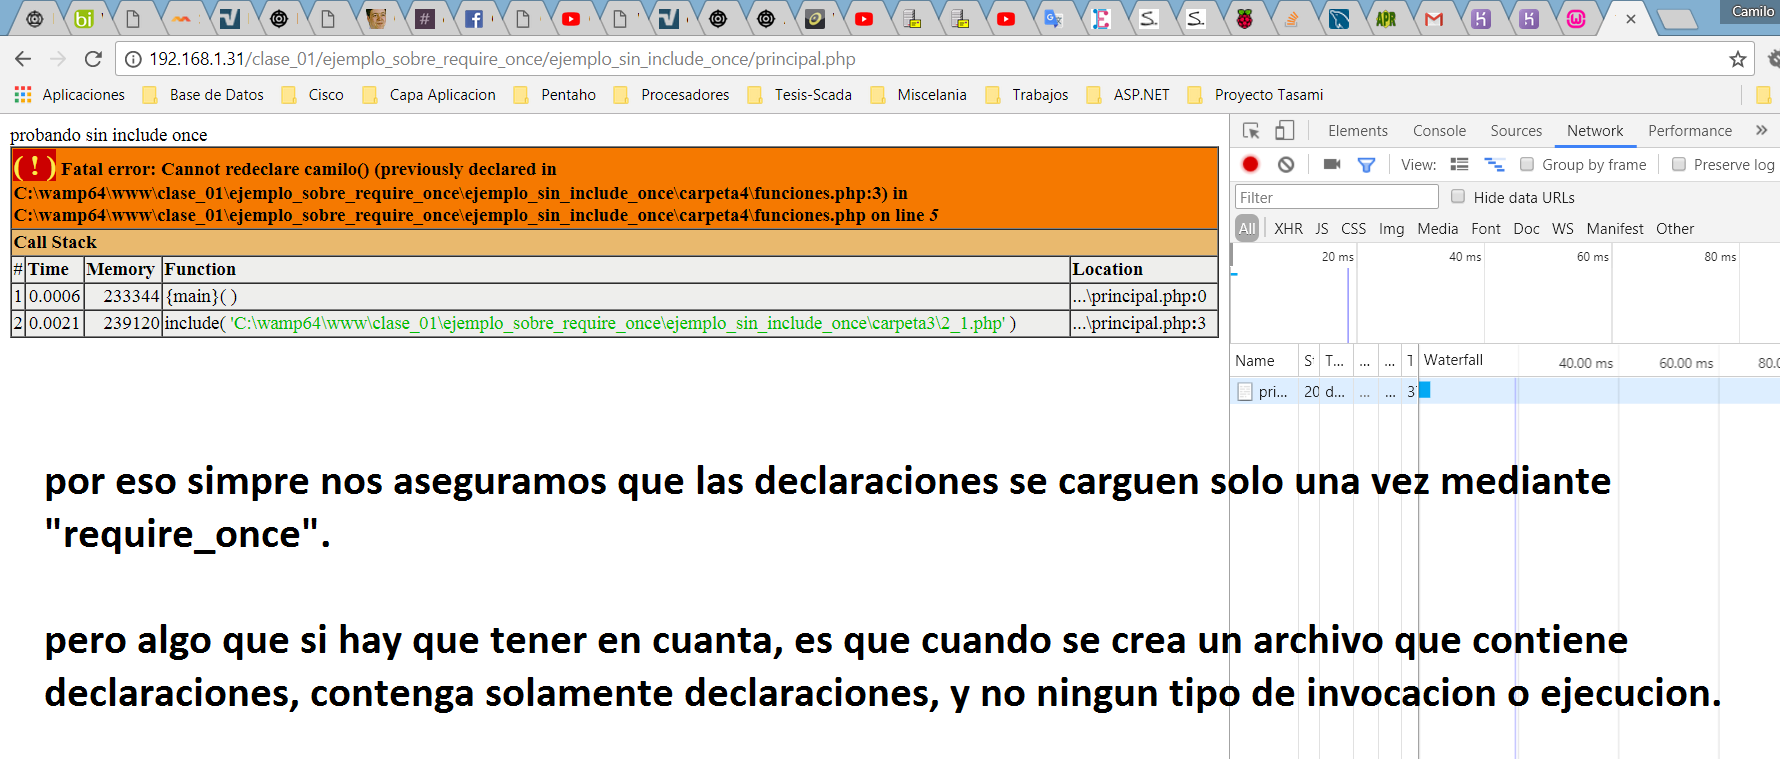 Camilo
192.168.1.31/clase_01/ejemplo_sobre_require_once/ejemplo_sin_include_once/principal.php
Aplicaciones Base de Datos Cisco Capa Aplicacion Pentaho Procesadores Tesis-Scada Miscelania Trabajos ASP.NET Proyecto Tasami
probando sin include once
( ! ) Fatal error: Cannot redeclare camilo() (previously declared in
C:\wamp64\www\clase_01\ejemplo_sobre_require_once\ejemplo_sin_include_once\carpeta4\funciones.php:3) in
C:\wamp64\www\clase_01\ejemplo_sobre_require_once\ejemplo_sin_include_once\carpeta4\funciones.php on line 5
Call Stack
# Time Memory Function Location
1 0.0006 233344 {main}( ) ...\principal.php:0
2 0.0021 239120 include( 'C:\wamp64\www\clase_01\ejemplo_sobre_require_once\ejemplo_sin_include_once\carpeta3\2_1.php' ) ...\principal.php:3
Elements Console Sources Network Performance »
View: Group by frame Preserve log
Filter Hide data URLs
All XHR JS CSS Img Media Font Doc WS Manifest Other
20 ms 40 ms 60 ms 80 ms
Name S T... ... ... T Waterfall 40.00 ms 60.00 ms 80.0
pri... 20 d... ... ... 3
por eso simpre nos aseguramos que las declaraciones se carguen solo una vez mediante
"require_once".
pero algo que si hay que tener en cuanta, es que cuando se crea un archivo que contiene
declaraciones, contenga solamente declaraciones, y no ningun tipo de invocacion o ejecucion.